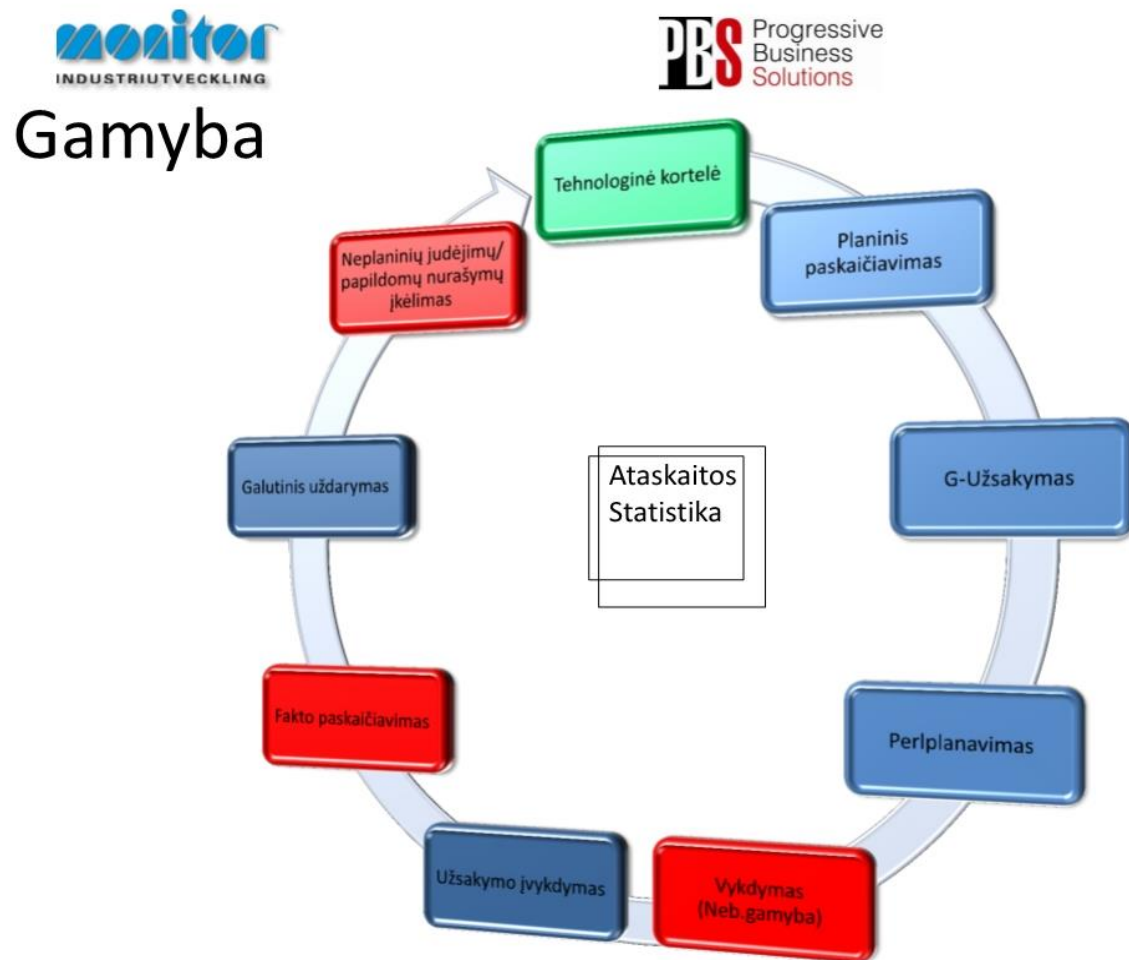 monitor
INDUSTRIUTVECKLING
PBS
Progressive
Business
Solutions
Gamyba
Tehnologinė kortelė
Planinis
paskaičiavimas
G-Užsakymas
Perlplanavimas
Vykdymas
(Neb.gamyba)
Užsakymo įvykdymas
Fakto paskaičiavimas
Galutinis uždarymas
Neplaninių judėjimų/
papildomų nurašymų
įkėlimas
Ataskaitos
Statistika